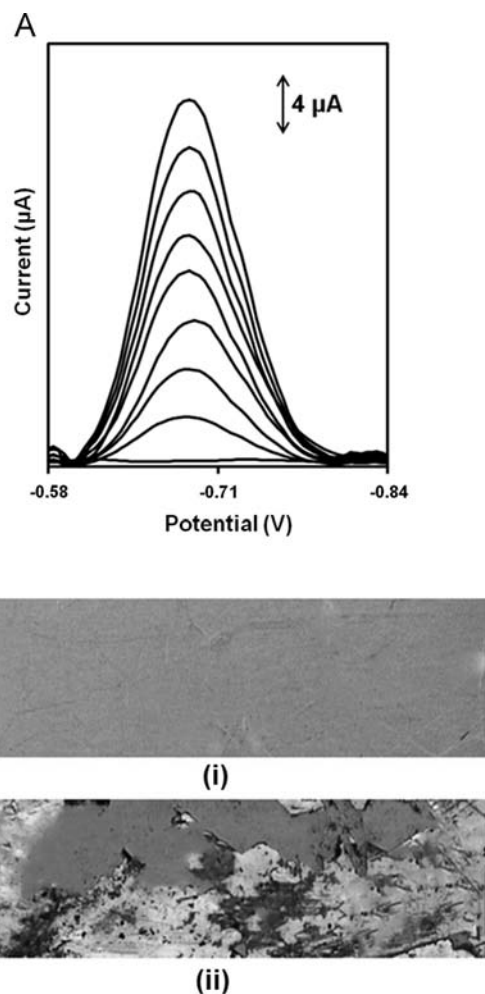 A
4 µA
Current (µA)
-0.58 -0.71 -0.84
Potential (V)
(i)
(ii)